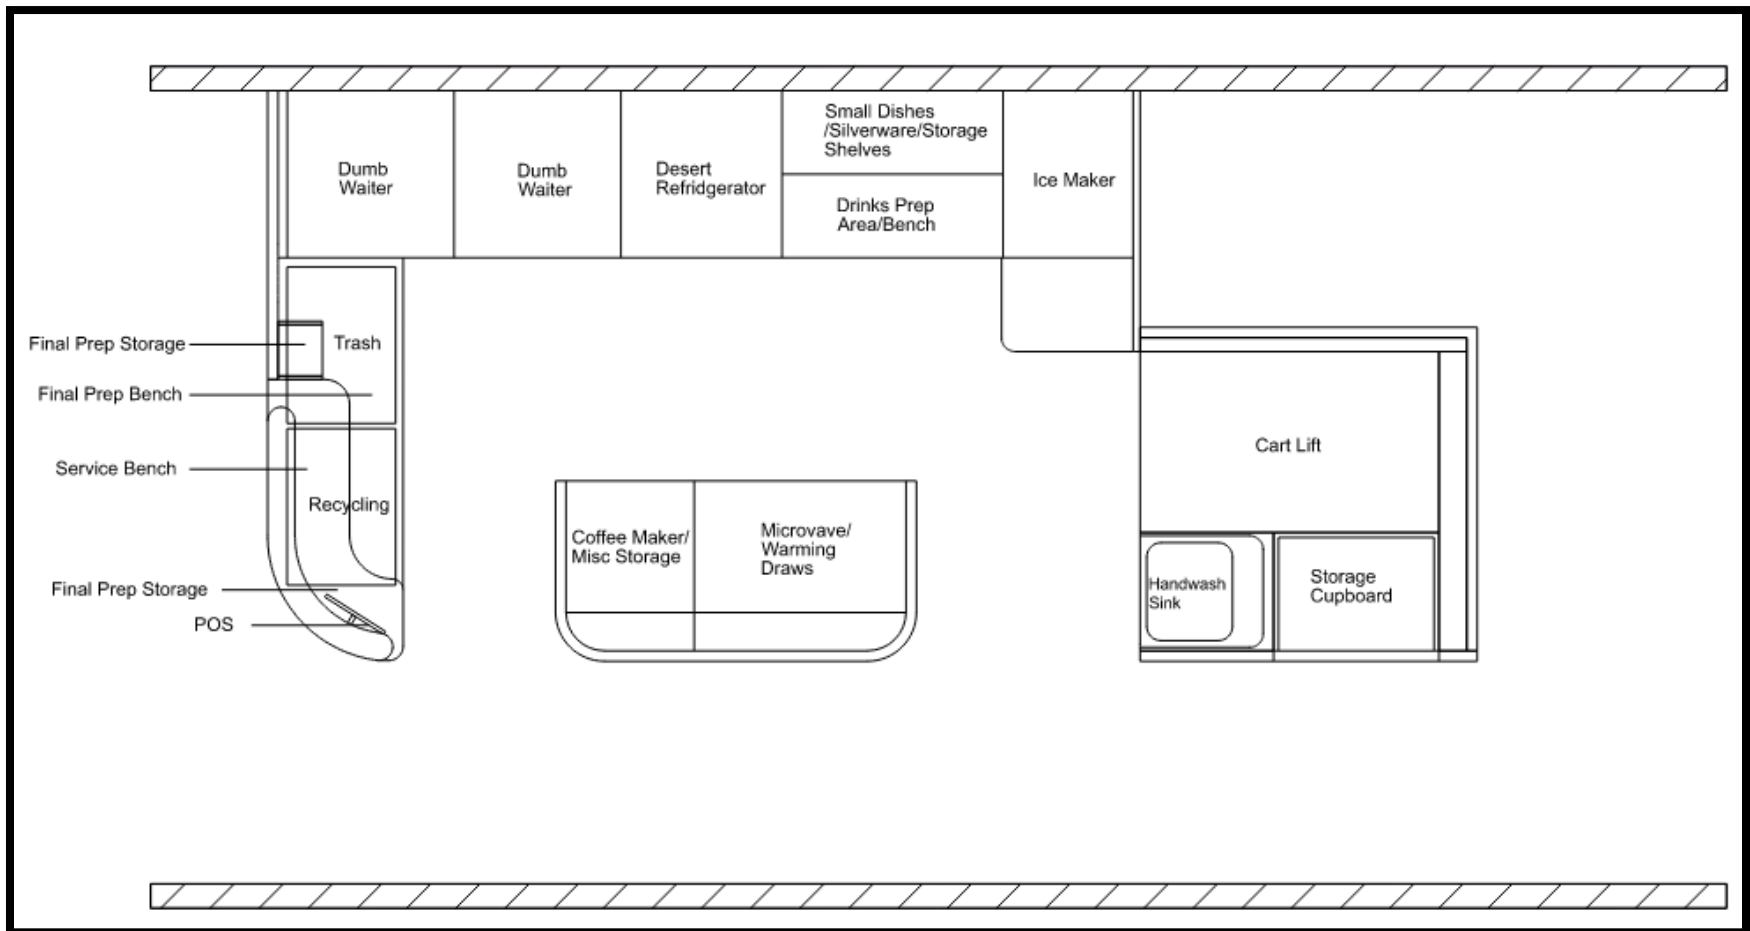 Dumb
Waiter
Dumb
Waiter
Desert
Refridgerator
Small Dishes
/Silverware/Storage
Shelves
Drinks Prep
Area/Bench
Ice Maker
Final Prep Storage
Trash
Final Prep Bench
Service Bench
Recycling
Final Prep Storage
POS
Coffee Maker/
Misc Storage
Microvave/
Warming
Draws
Cart Lift
Handwash
Sink
Storage
Cupboard